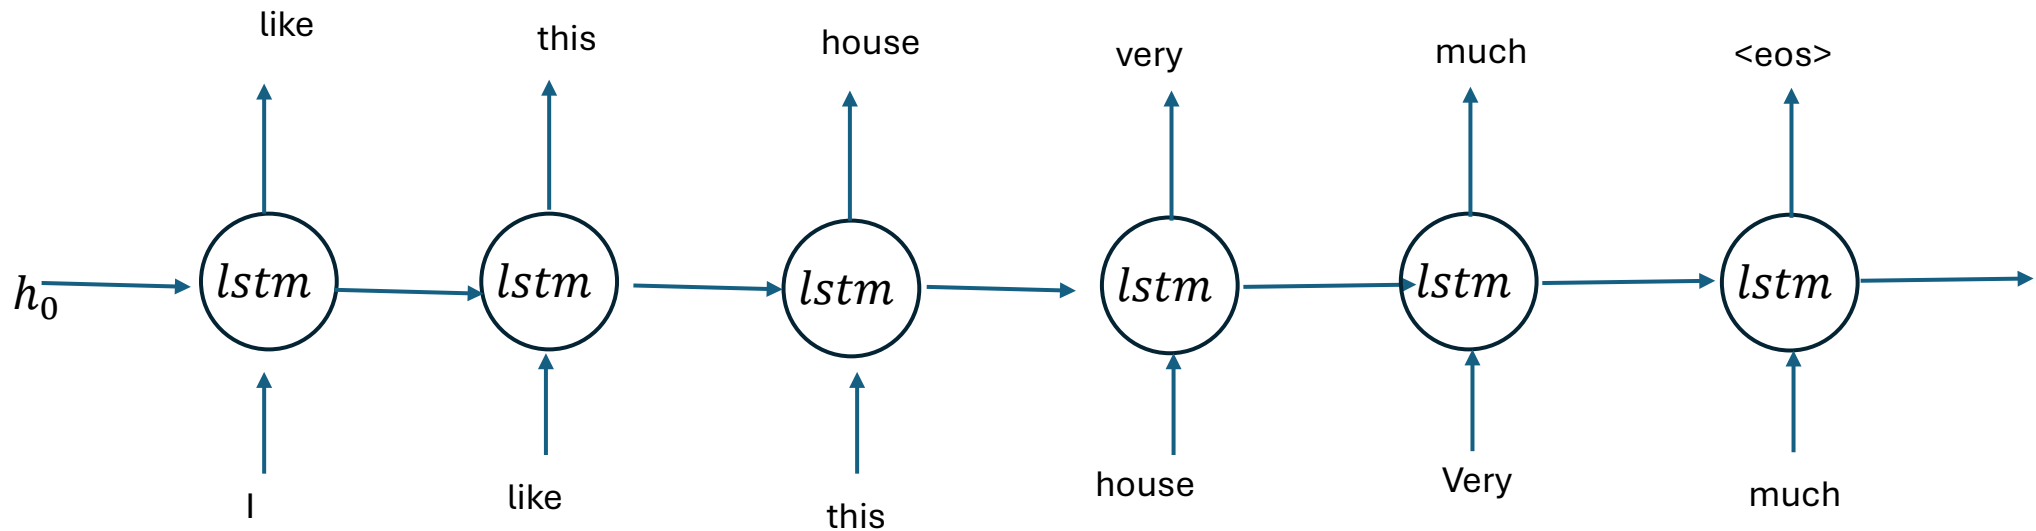 like this house very much <eos>
h₀ lstm lstm lstm lstm lstm lstm
I like this house Very much